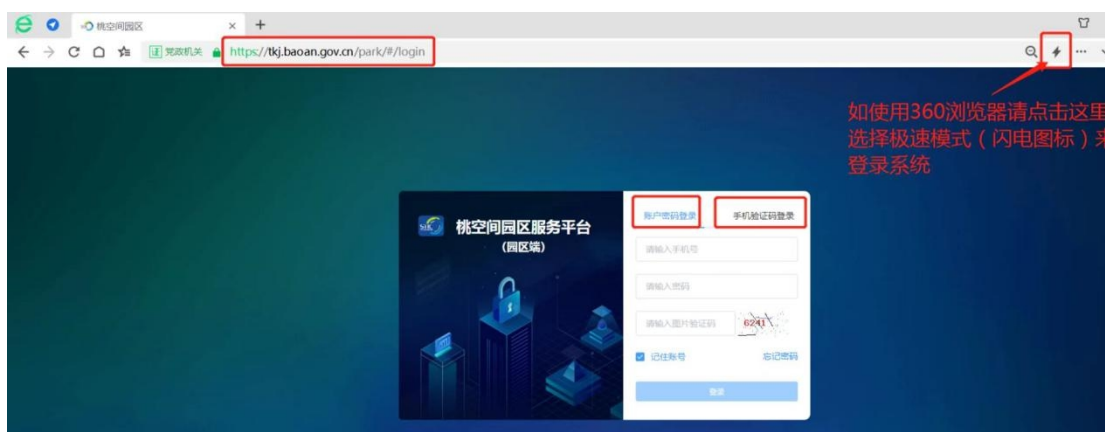 桃空间园区
党政机关
https://tkj.baoan.gov.cn/park/#/login
如使用360浏览器请点击这里
选择极速模式（闪电图标）来
登录系统
账户密码登录
手机验证码登录
桃空间园区服务平台
（园区端）
请输入手机号
请输入密码
请输入图片验证码
6241
记住账号
忘记密码
登录